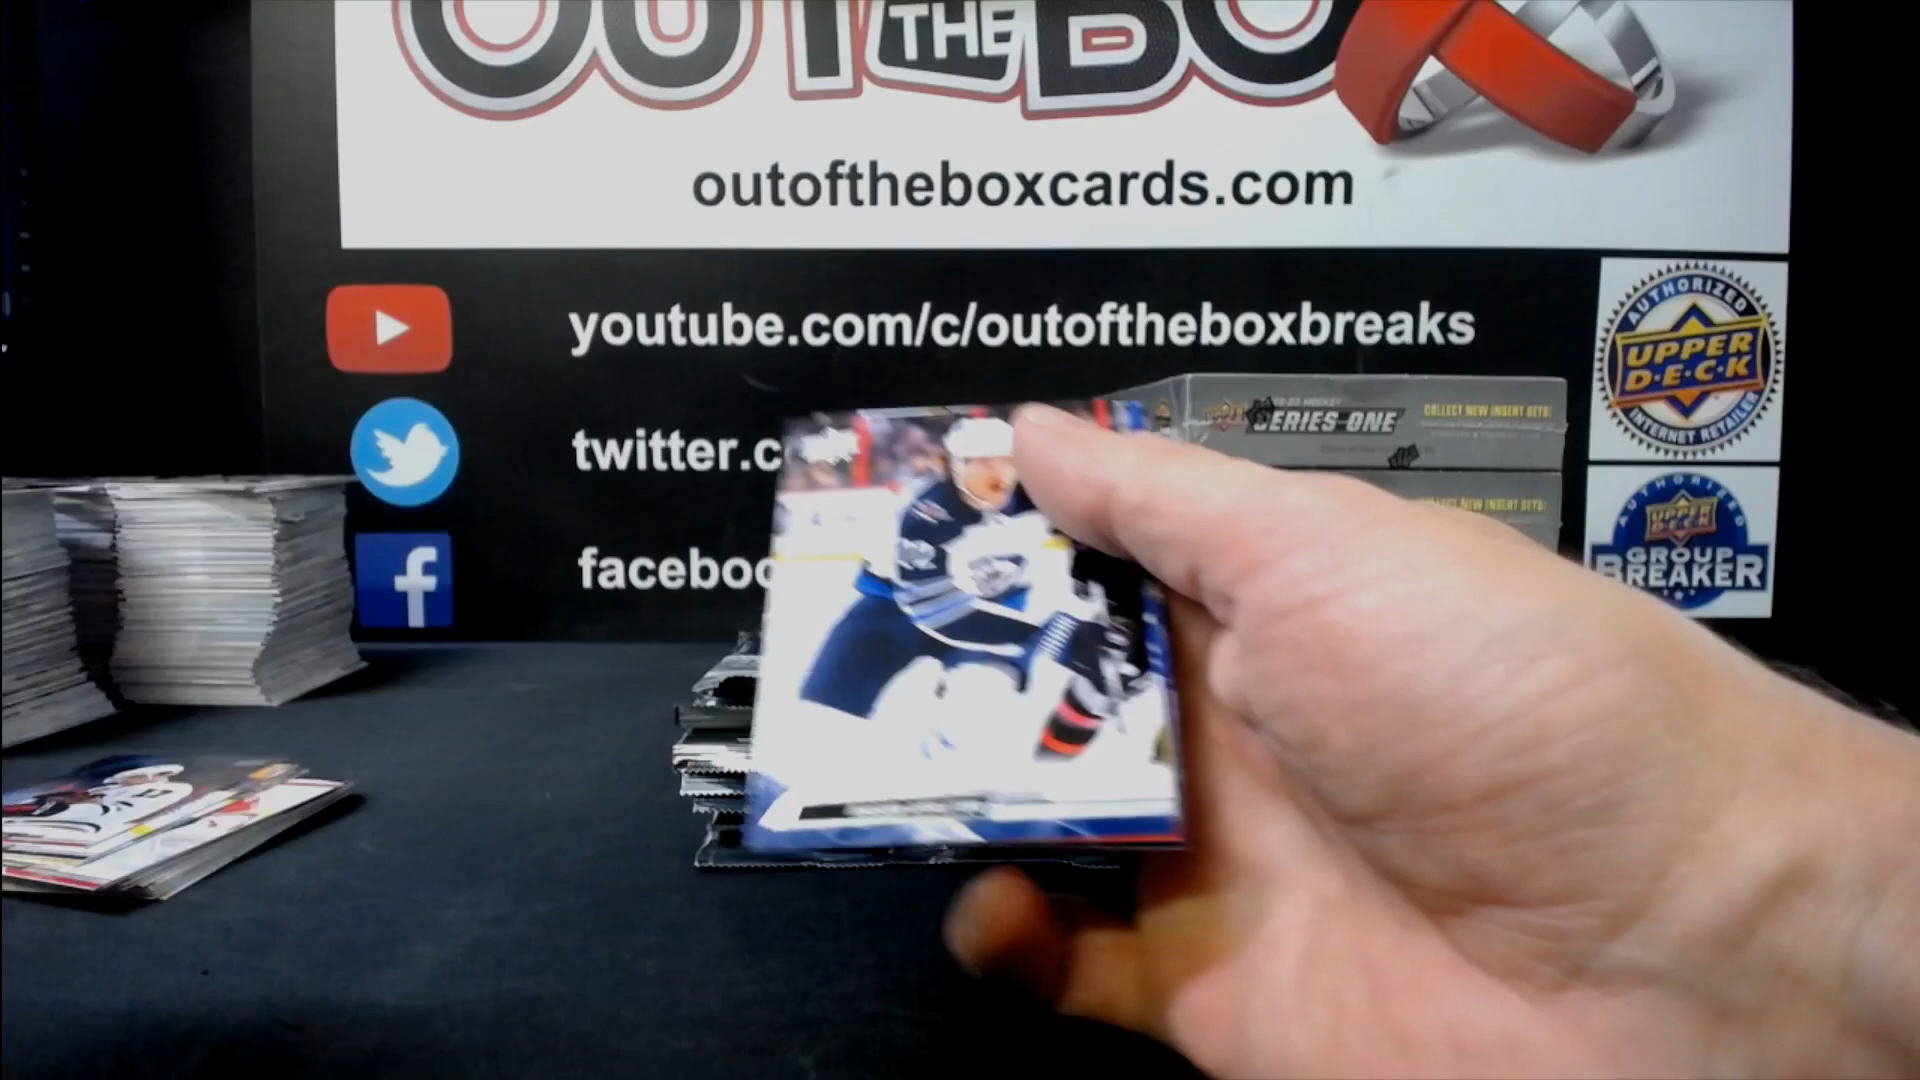 OUT THE BO
outoftheboxcards.com
youtube.com/c/outoftheboxbreaks
twitter.c
faceboo
SERIES ONE
COLLECT NEW INSERT SETS!
AUTHORIZED
UPPER
D·E·C·K
INTERNET RETAILER
AUTHORIZED
UPPER
DECK
GROUP
BREAKER